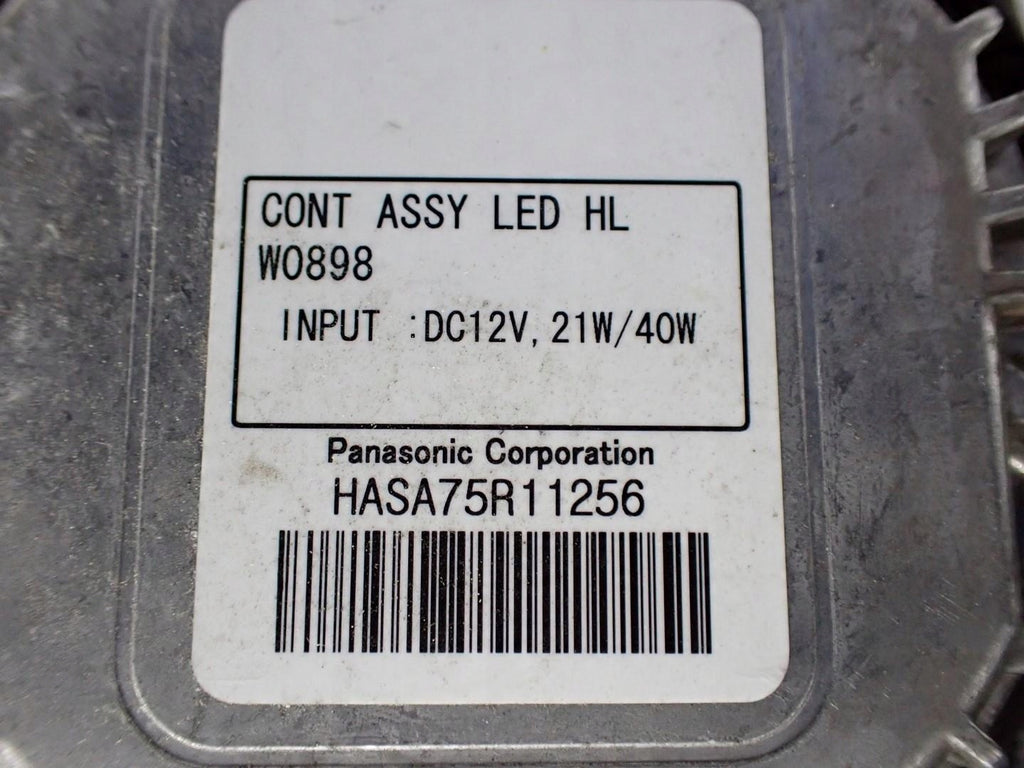 CONT ASSY LED HL
W0898
INPUT :DC12V, 21W/40W
Panasonic Corporation
HASA75R11256